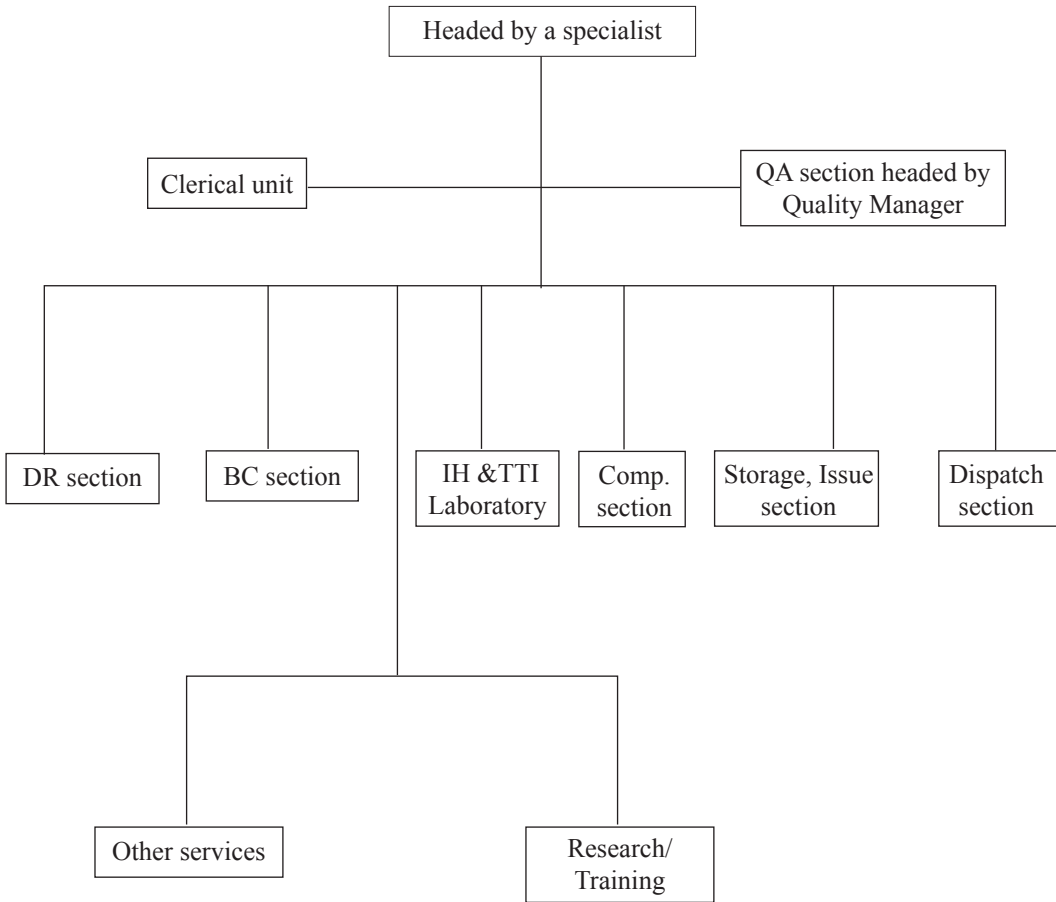 Headed by a specialist
Clerical unit
QA section headed by
Quality Manager
DR section
BC section
IH &TTI
Laboratory
Comp.
section
Storage, Issue
section
Dispatch
section
Other services
Research/
Training